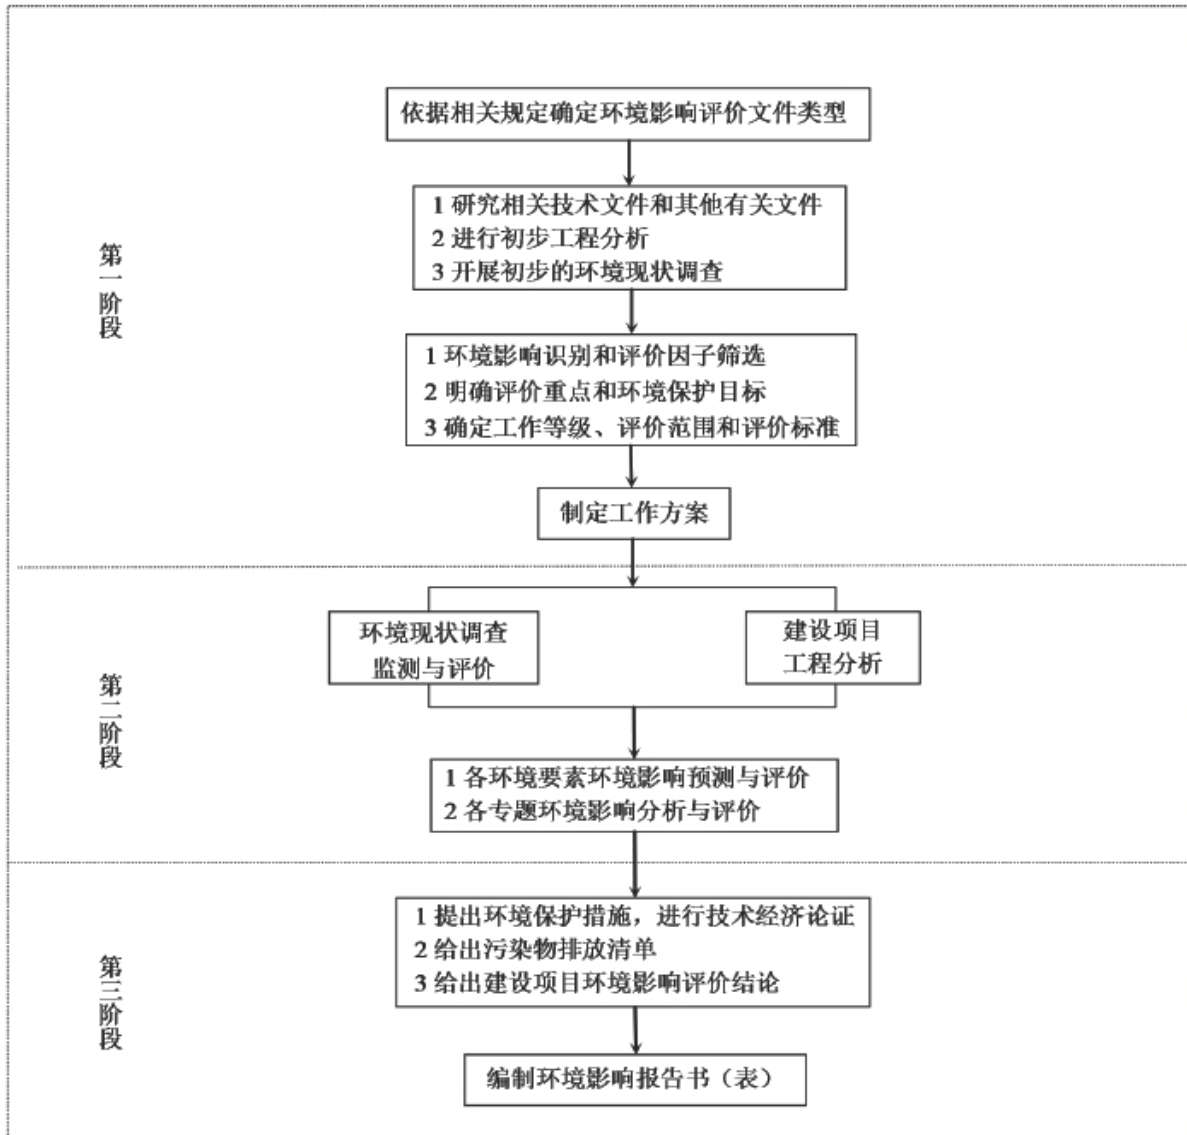 依据相关规定确定环境影响评价文件类型
1 研究相关技术文件和其他有关文件
2 进行初步工程分析
3 开展初步的环境现状调查
第一阶段
1 环境影响识别和评价因子筛选
2 明确评价重点和环境保护目标
3 确定工作等级、评价范围和评价标准
制定工作方案
环境现状调查
监测与评价
建设项目
工程分析
第二阶段
1 各环境要素环境影响预测与评价
2 各专题环境影响分析与评价
1 提出环境保护措施，进行技术经济论证
2 给出污染物排放清单
3 给出建设项目环境影响评价结论
第三阶段
编制环境影响报告书（表）